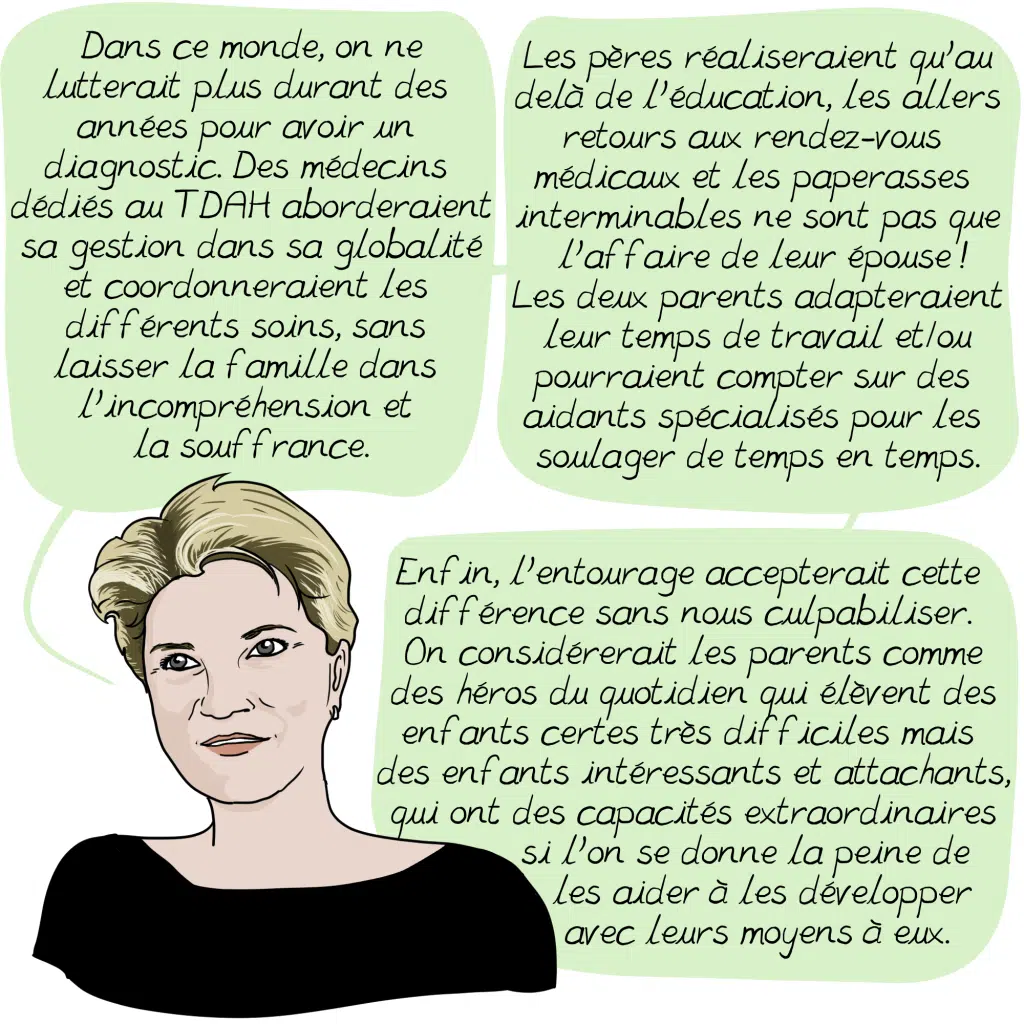 Dans ce monde, on ne
lutterait plus durant des
années pour avoir un
diagnostic. Des médecins
dédiés au TDAH aborderaient
sa gestion dans sa globalité
et coordonneraient les
différents soins, sans
laisser la famille dans
l'incompréhension et
la souffrance.
Les pères réaliseraient qu'au
delà de l'éducation, les allers
retours aux rendez-vous
médicaux et les paperasses
interminables ne sont pas que
l'affaire de leur épouse!
Les deux parents adapteraient
leur temps de travail et/ou
pourraient compter sur des
aidants spécialisés pour les
soulager de temps en temps.
Enfin, l'entourage accepterait cette
différence sans nous culpabiliser.
On considérerait les parents comme
des héros du quotidien qui élèvent des
enfants certes très difficiles mais
des enfants intéressants et attachants,
qui ont des capacités extraordinaires
si l'on se donne la peine de
les aider à les développer
avec leurs moyens à eux.